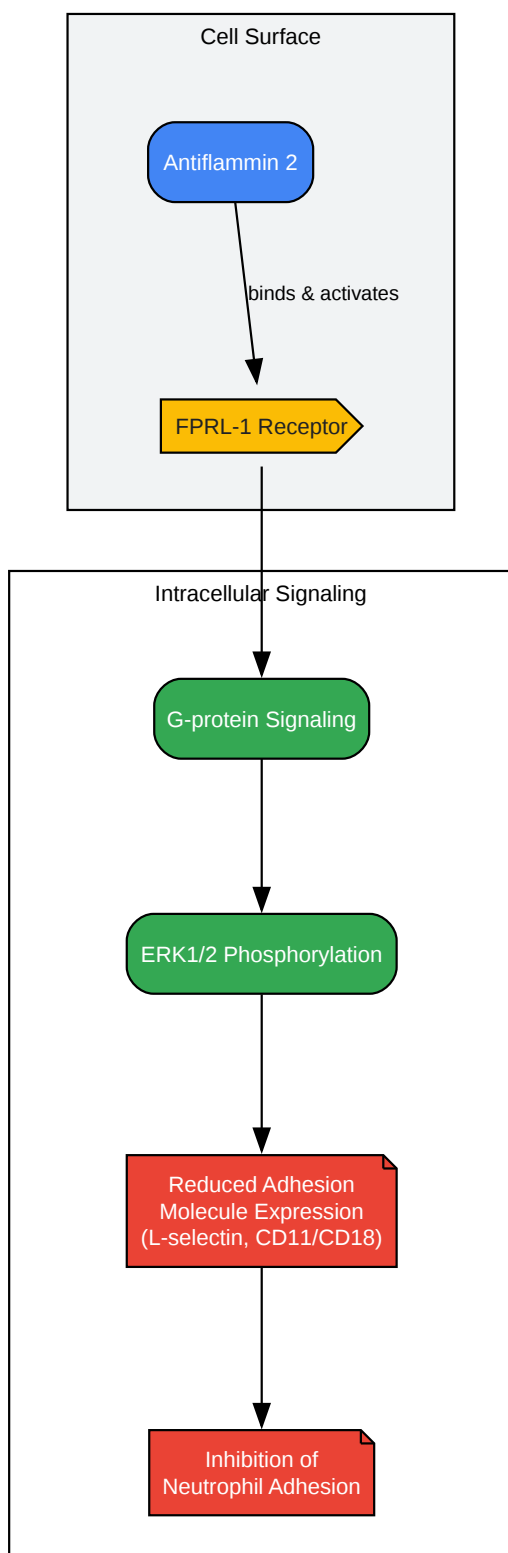 Cell Surface
Antiflammin 2
binds & activates
FPRL-1 Receptor
Intracellular Signaling
G-protein Signaling
ERK1/2 Phosphorylation
Reduced Adhesion
Molecule Expression
(L-selectin, CD11/CD18)
Inhibition of
Neutrophil Adhesion